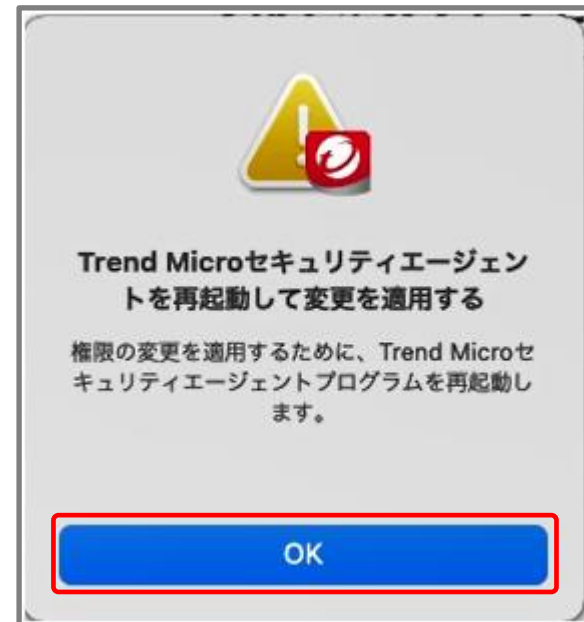 Trend Microセキュリティエージェン
トを再起動して変更を適用する
権限の変更を適用するために、Trend Microセ
キュリティエージェントプログラムを再起動し
ます。
OK